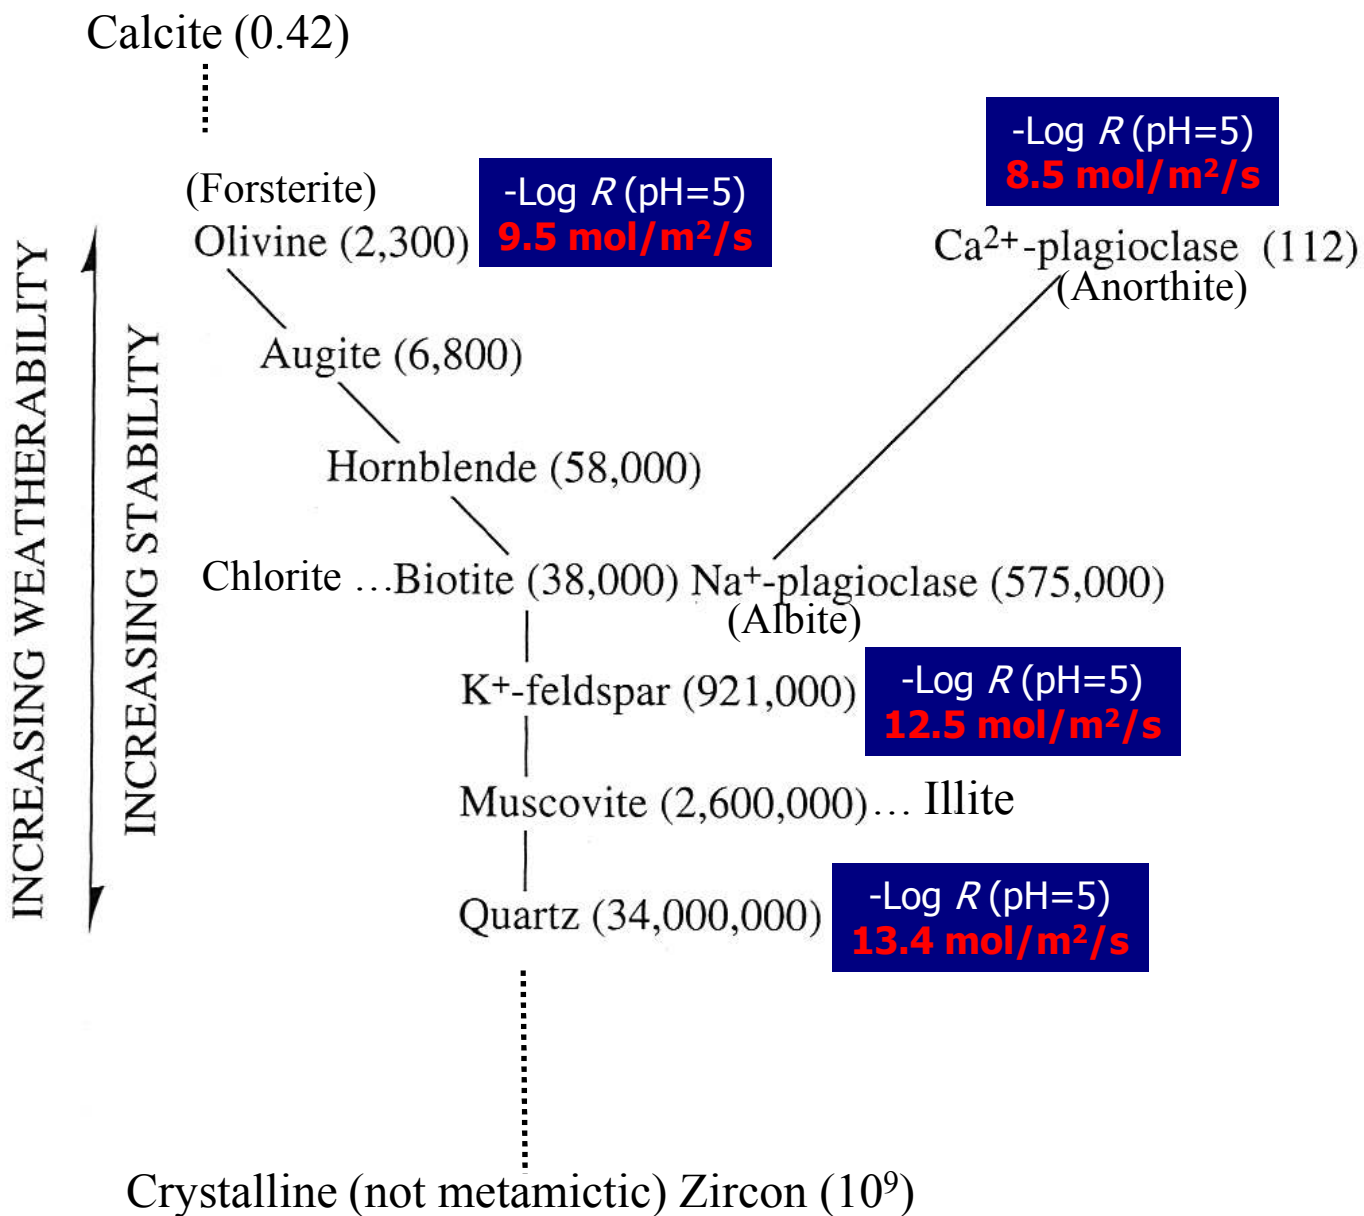 Calcite (0.42)
-Log R (pH=5)
8.5 mol/m²/s
(Forsterite)
-Log R (pH=5)
9.5 mol/m²/s
Olivine (2,300)
Ca²⁺-plagioclase (112)
(Anorthite)
INCREASING WEATHERABILITY
INCREASING STABILITY
Augite (6,800)
Hornblende (58,000)
Chlorite ...Biotite (38,000) Na⁺-plagioclase (575,000)
(Albite)
K⁺-feldspar (921,000)
-Log R (pH=5)
12.5 mol/m²/s
Muscovite (2,600,000)... Illite
Quartz (34,000,000)
-Log R (pH=5)
13.4 mol/m²/s
Crystalline (not metamictic) Zircon (10⁹)